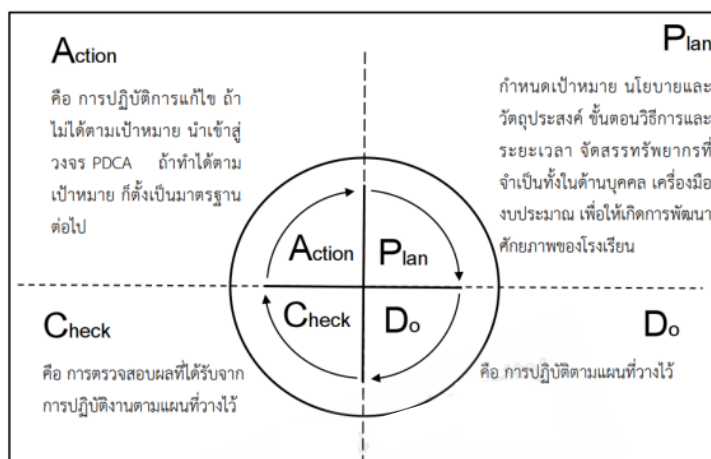 Action
คือ การปฏิบัติการแก้ไข ถ้า
ไม่ได้ตามเป้าหมาย นำเข้าสู่
วงจร PDCA ถ้าทำได้ตาม
เป้าหมาย ก็ตั้งเป็นมาตรฐาน
ต่อไป
Plan
กำหนดเป้าหมาย นโยบายและ
วัตถุประสงค์ ขั้นตอนวิธีการและ
ระยะเวลา จัดสรรทรัพยากรที่
จำเป็นทั้งในด้านบุคคล เครื่องมือ
งบประมาณ เพื่อให้เกิดการพัฒนา
ศักยภาพของโรงเรียน
Action
Plan
Check
Do
Check
คือ การตรวจสอบผลที่ได้รับจาก
การปฏิบัติงานตามแผนที่วางไว้
Do
คือ การปฏิบัติตามแผนที่วางไว้